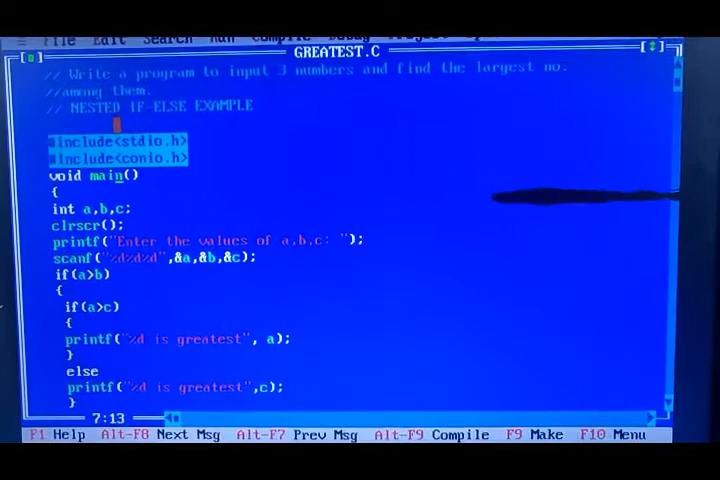 ≡ File Edit Search Run Compile Debug
GREATEST.C
// Write a program to input 3 numbers and find the largest no.
//among them.
// NESTED IF-ELSE EXAMPLE
#include<stdio.h>
#include<conio.h>
void main()
{
int a,b,c;
clrscr();
printf("Enter the values of a,b,c: ");
scanf("%d%d%d",&a,&b,&c);
if(a>b)
{
if(a>c)
{
printf("%d is greatest", a);
}
else
printf("%d is greatest",c);
}
7:13
F1 Help Alt-F8 Next Msg Alt-F7 Prev Msg Alt-F9 Compile F9 Make F10 Menu